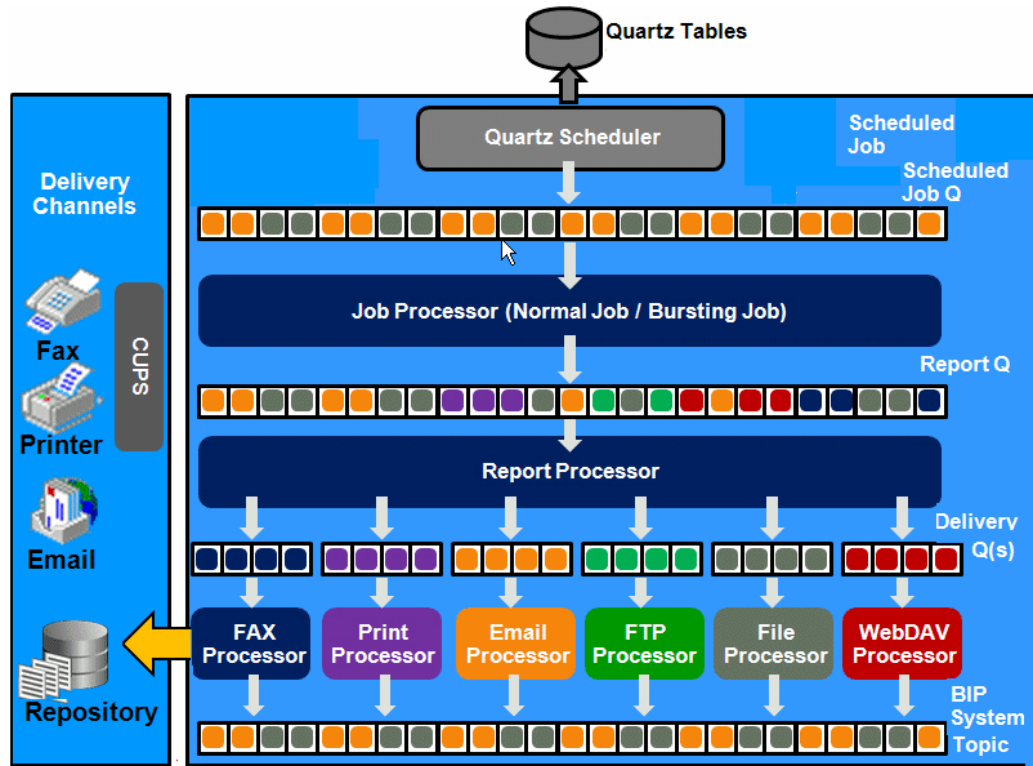 Quartz Tables
Quartz Scheduler
Scheduled
Job
Scheduled
Job Q
Delivery
Channels
Job Processor (Normal Job / Bursting Job)
Fax
CUPS
Report Q
Printer
Report Processor
Delivery
Q(s)
Email
FAX
Processor
Print
Processor
Email
Processor
FTP
Processor
File
Processor
WebDAV
Processor
Repository
BIP
System
Topic